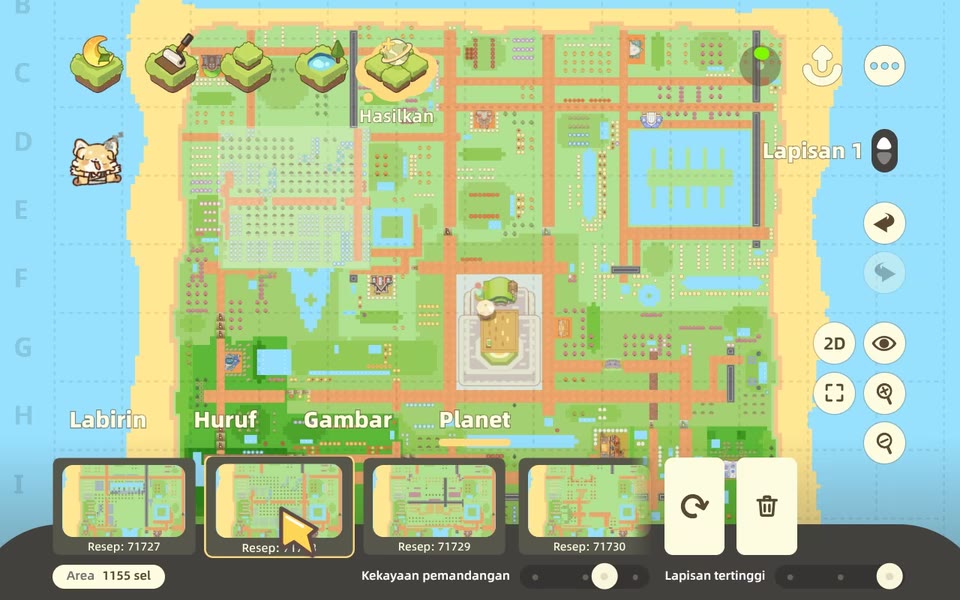 B
C
Hasilkan
D
Lapisan 1
E
F
G
2D
H
Labirin
Huruf
Gambar
Planet
I
Resep: 71727
Resep:
Resep: 71729
Resep: 71730
Area 1155 sel
Kekayaan pemandangan
Lapisan tertinggi